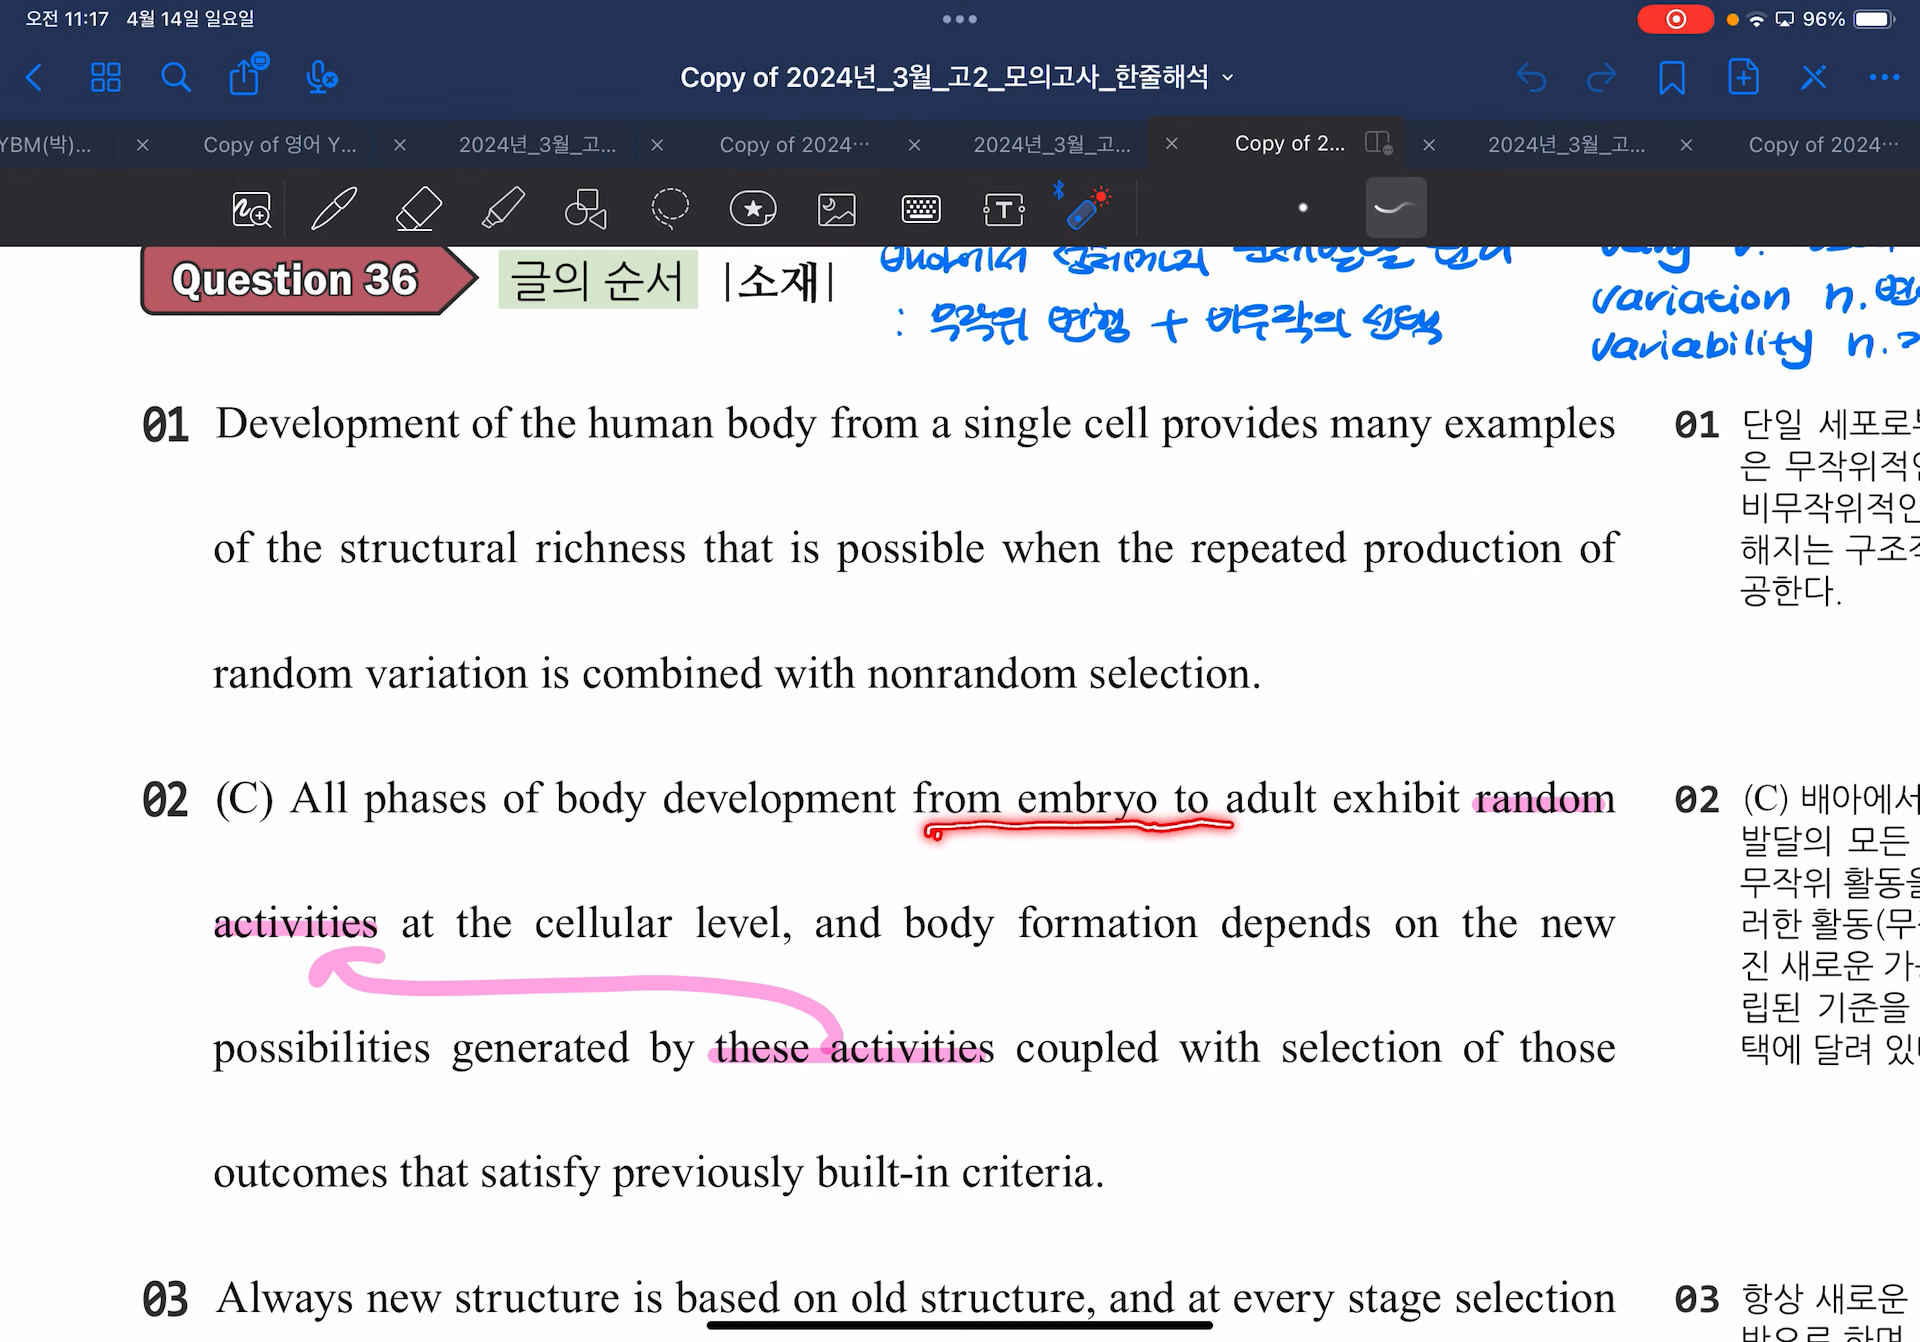 오전 11:17 4월 14일 일요일
96%
Copy of 2024년_3월_고2_모의고사_한줄해석
YBM(박)...
Copy of 영어 Y...
2024년_3월_고...
Copy of 2024...
2024년_3월_고...
Copy of 2...
2024년_3월_고...
Copy of 2024...
Question 36 글의 순서 |소재|
: 무작위 변형 + 비무작의 선택
variation n.
variability n.
01 Development of the human body from a single cell provides many examples
of the structural richness that is possible when the repeated production of
random variation is combined with nonrandom selection.
02 (C) All phases of body development from embryo to adult exhibit random
activities at the cellular level, and body formation depends on the new
possibilities generated by these activities coupled with selection of those
outcomes that satisfy previously built-in criteria.
03 Always new structure is based on old structure, and at every stage selection
01 단일 세포로부
은 무작위적인
비무작위적인
해지는 구조적
공한다.
02 (C) 배아에서
발달의 모든
무작위 활동을
러한 활동(무
진 새로운 가
립된 기준을
택에 달려 있
03 항상 새로운